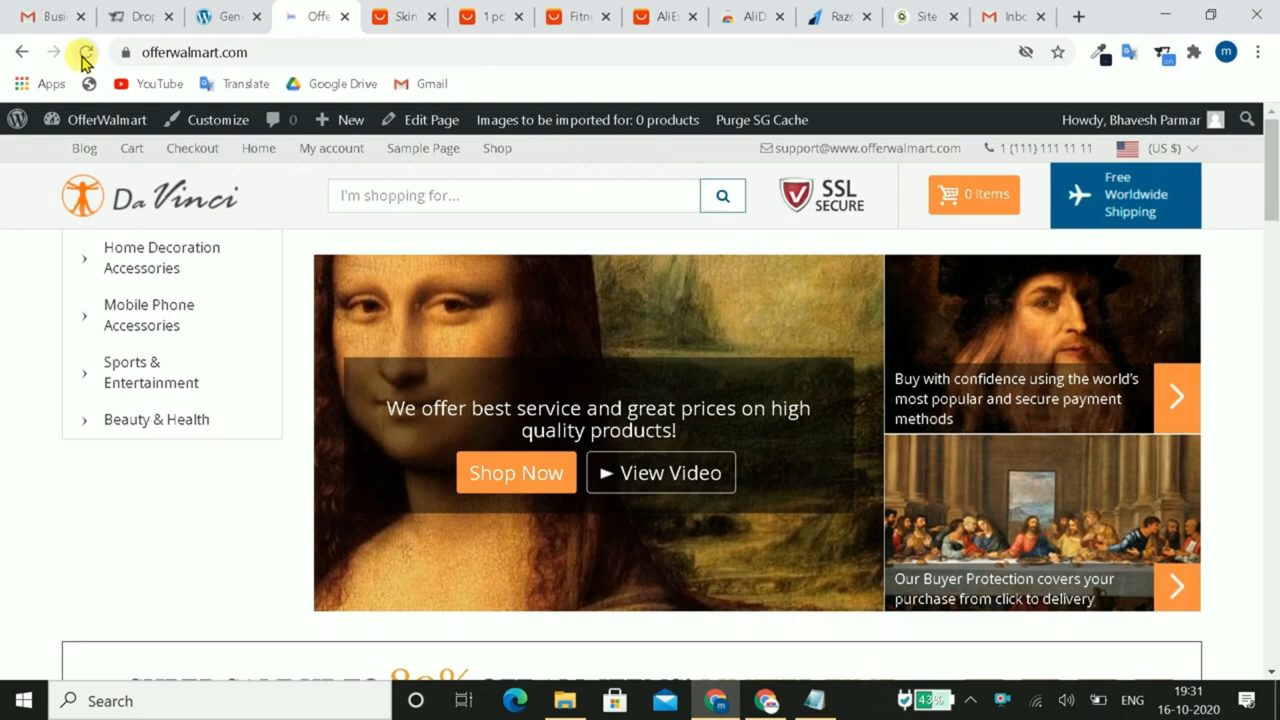 Busi
Drop
Gen
Offe
Skin
1 pc
Fitn
AliE
AliD
Razo
Site
Inbo
offerwalmart.com
m
on
Apps
YouTube
Translate
Google Drive
Gmail
OfferWalmart
Customize
0
New
Edit Page
Images to be imported for: 0 products
Purge SG Cache
Howdy, Bhavesh Parmar
Blog
Cart
Checkout
Home
My account
Sample Page
Shop
support@www.offerwalmart.com
1 (111) 111 11 11
(US $)
Da Vinci
I'm shopping for...
SSL
SECURE
0 items
Free
Worldwide
Shipping
Home Decoration
Accessories
Mobile Phone
Accessories
Sports &
Entertainment
Beauty & Health
We offer best service and great prices on high
quality products!
Shop Now
View Video
Buy with confidence using the world's
most popular and secure payment
methods
Our Buyer Protection covers your
purchase from click to delivery
Search
43%
m
ENG
19:31
16-10-2020